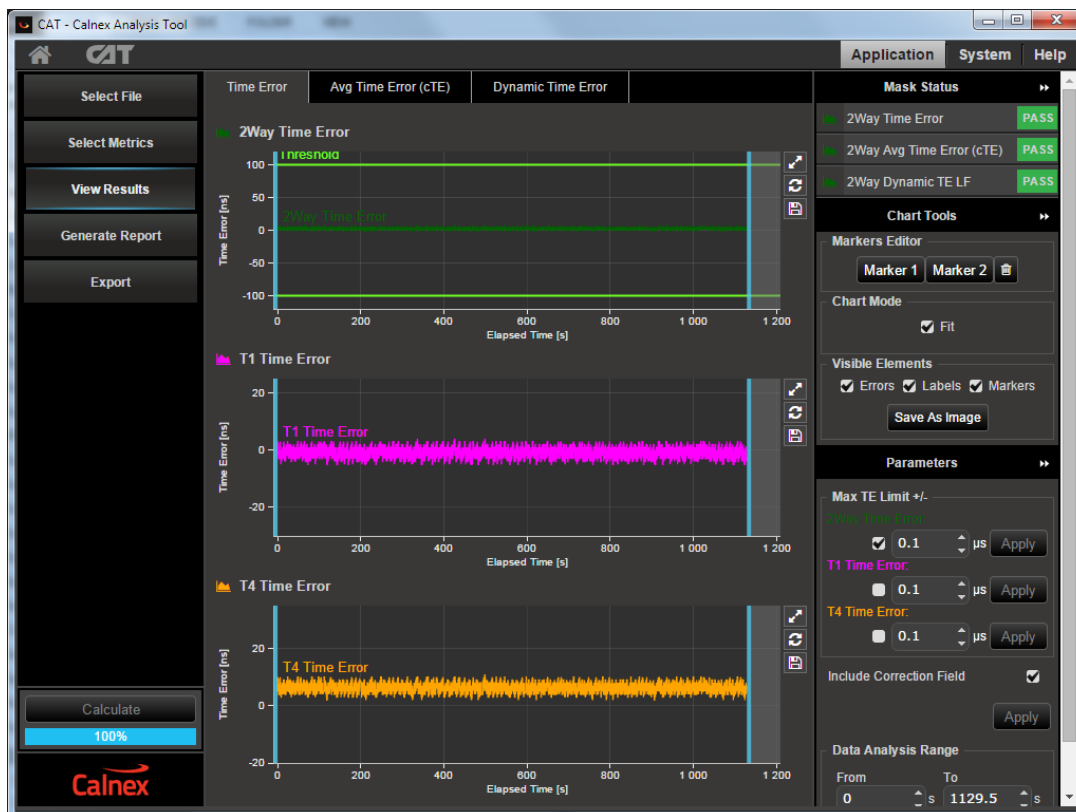 CAT - Calnex Analysis Tool
FOLDER
VIEW
CAT
Application System Help
Select File
Select Metrics
View Results
Generate Report
Export
Calculate
100%
Calnex
Time Error Avg Time Error (cTE) Dynamic Time Error
2Way Time Error
Threshold
2Way Time Error
100
50
0
-50
-100
Time Error [ns]
0 200 400 600 800 1 000 1 200
Elapsed Time [s]
T1 Time Error
T1 Time Error
20
0
-20
Time Error [ns]
0 200 400 600 800 1 000 1 200
Elapsed Time [s]
T4 Time Error
T4 Time Error
20
0
-20
Time Error [ns]
0 200 400 600 800 1 000 1 200
Elapsed Time [s]
Mask Status
2Way Time Error PASS
2Way Avg Time Error (cTE) PASS
2Way Dynamic TE LF PASS
Chart Tools
Markers Editor
Marker 1 Marker 2
Chart Mode
Fit
Visible Elements
Errors Labels Markers
Save As Image
Parameters
Max TE Limit +/-
2Way Time Error:
0.1 µs Apply
T1 Time Error:
0.1 µs Apply
T4 Time Error:
0.1 µs Apply
Include Correction Field
Apply
Data Analysis Range
From To
0 s 1129.5 s